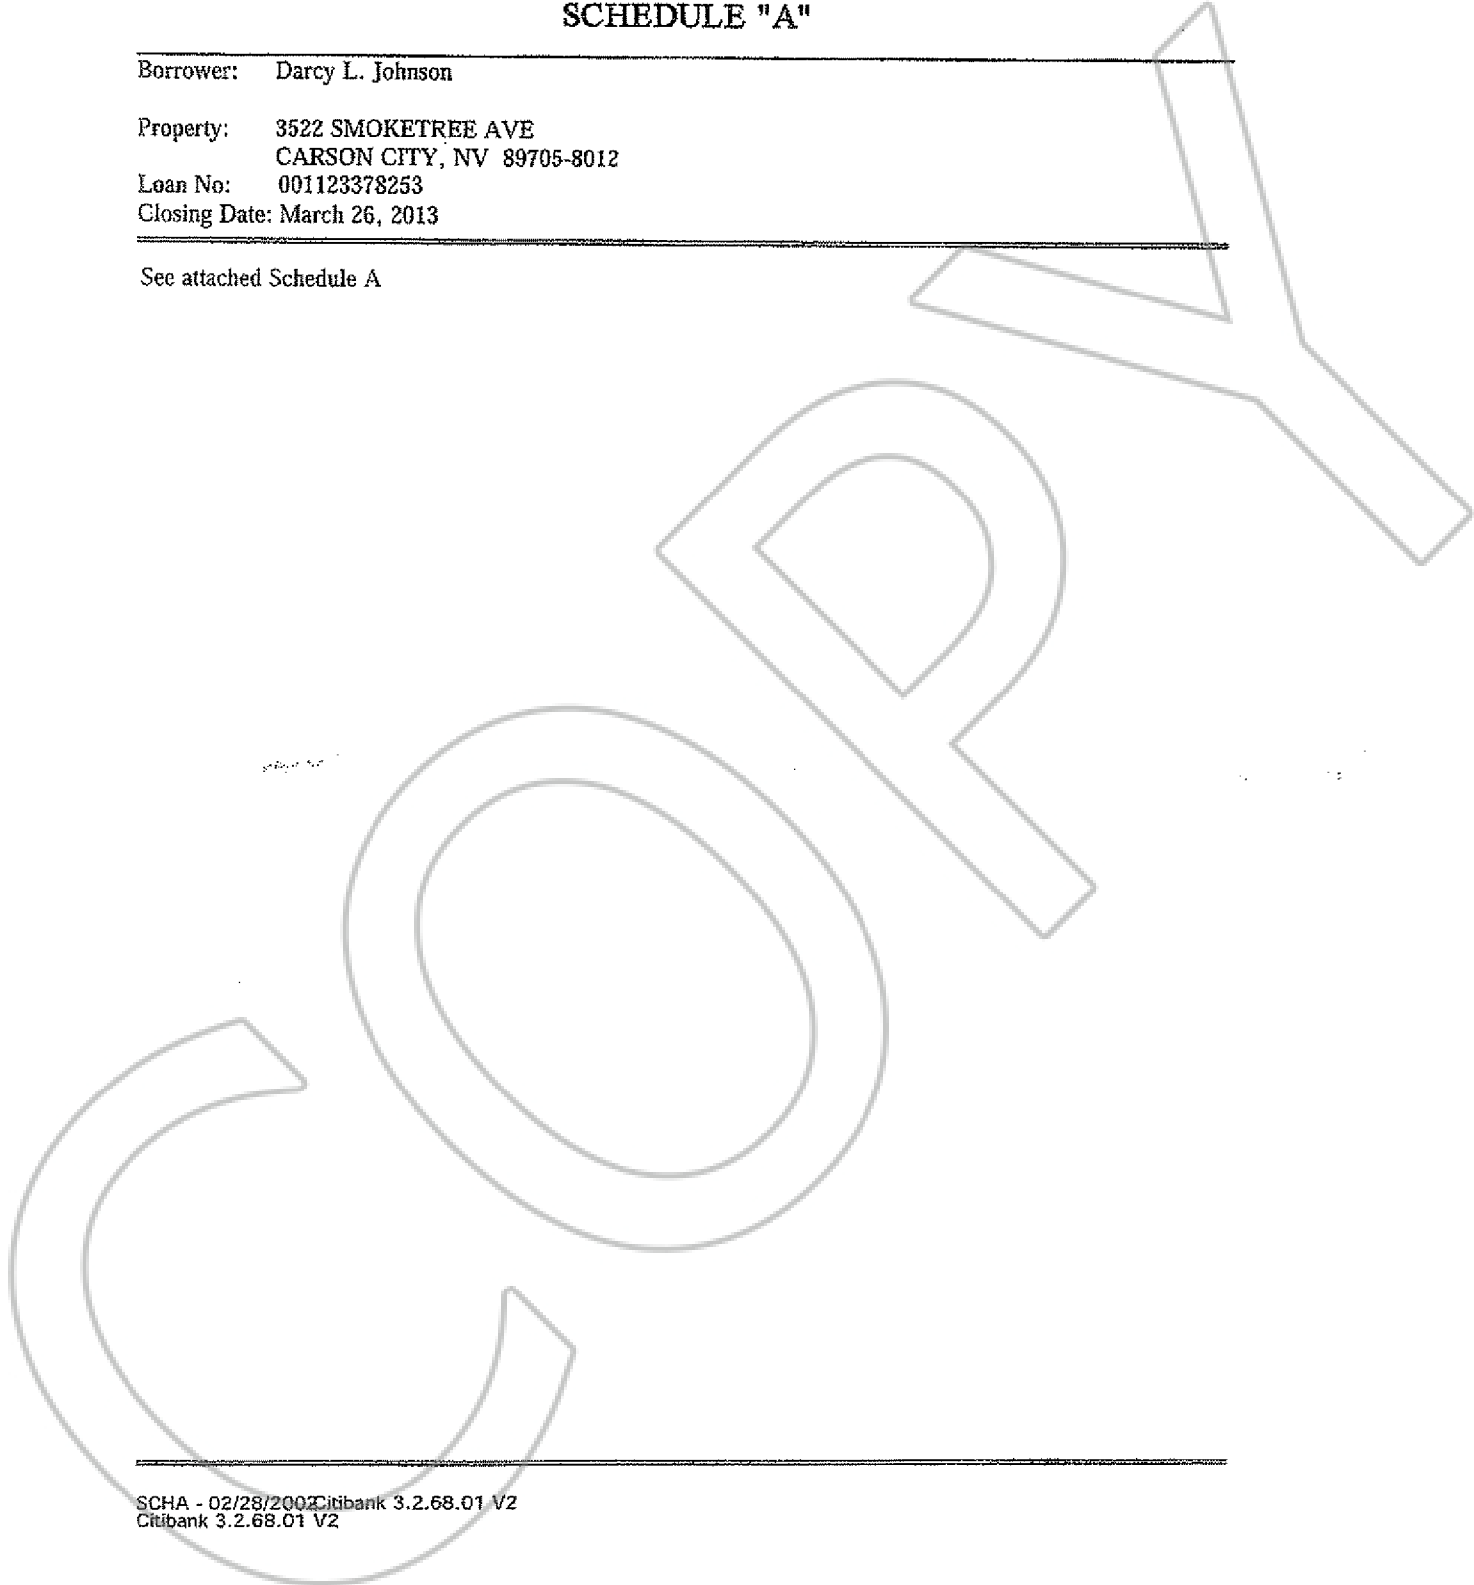 SCHEDULE "A"
Borrower: Darcy L. Johnson
Property: 3522 SMOKETREE AVE
CARSON CITY, NV 89705-8012
Loan No: 001123378253
Closing Date: March 26, 2013
See attached Schedule A
COPY
SCHA - 02/28/2002Citibank 3.2.68.01 V2
Citibank 3.2.68.01 V2